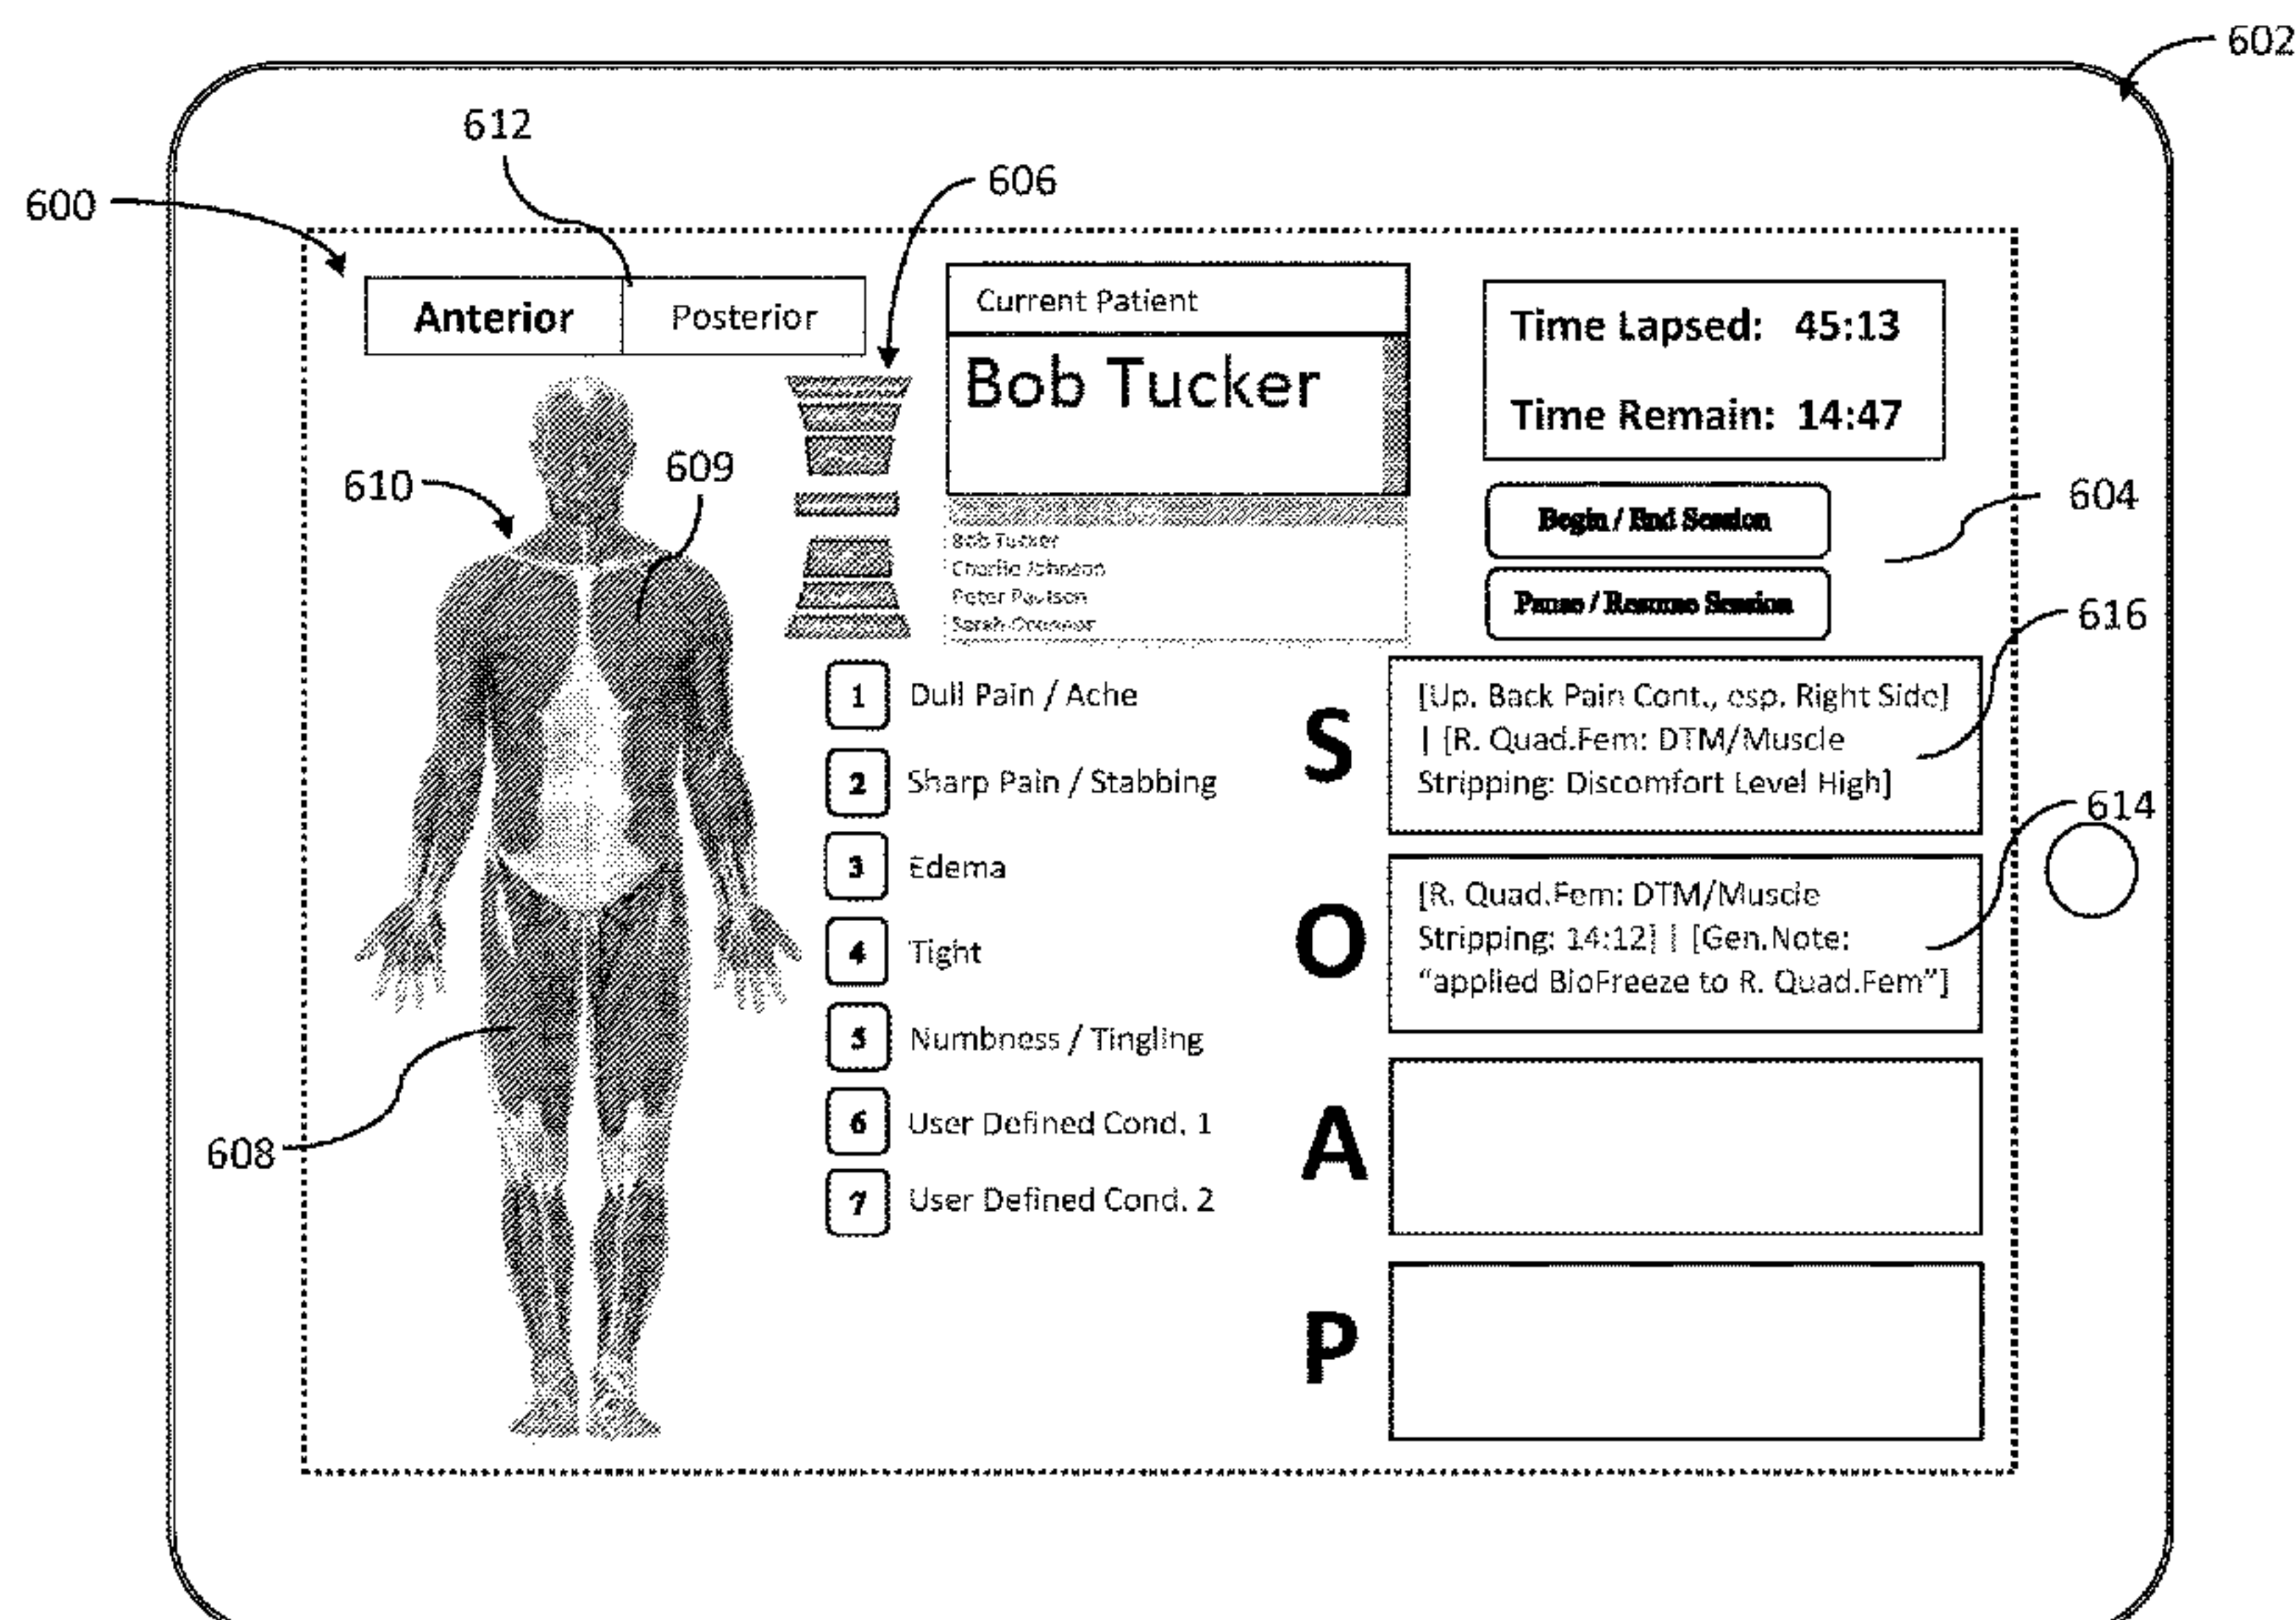 602
612
606
600
Anterior
Posterior
Current Patient
Bob Tucker
Time Lapsed: 45:13
Time Remain: 14:47
609
610
604
Begin / End Session
Pause / Resume Session
Bob Tucker
Charlie Johnson
Peter Paulson
Sarah Oconnor
616
1 Dull Pain / Ache
2 Sharp Pain / Stabbing
3 Edema
4 Tight
5 Numbness / Tingling
6 User Defined Cond. 1
7 User Defined Cond. 2
S
[Up. Back Pain Cont., esp. Right Side]
| [R. Quad.Fem: DTM/Muscle
Stripping: Discomfort Level High]
614
O
[R. Quad.Fem: DTM/Muscle
Stripping: 14:12] | [Gen.Note:
“applied BioFreeze to R. Quad.Fem”]
608
A
P